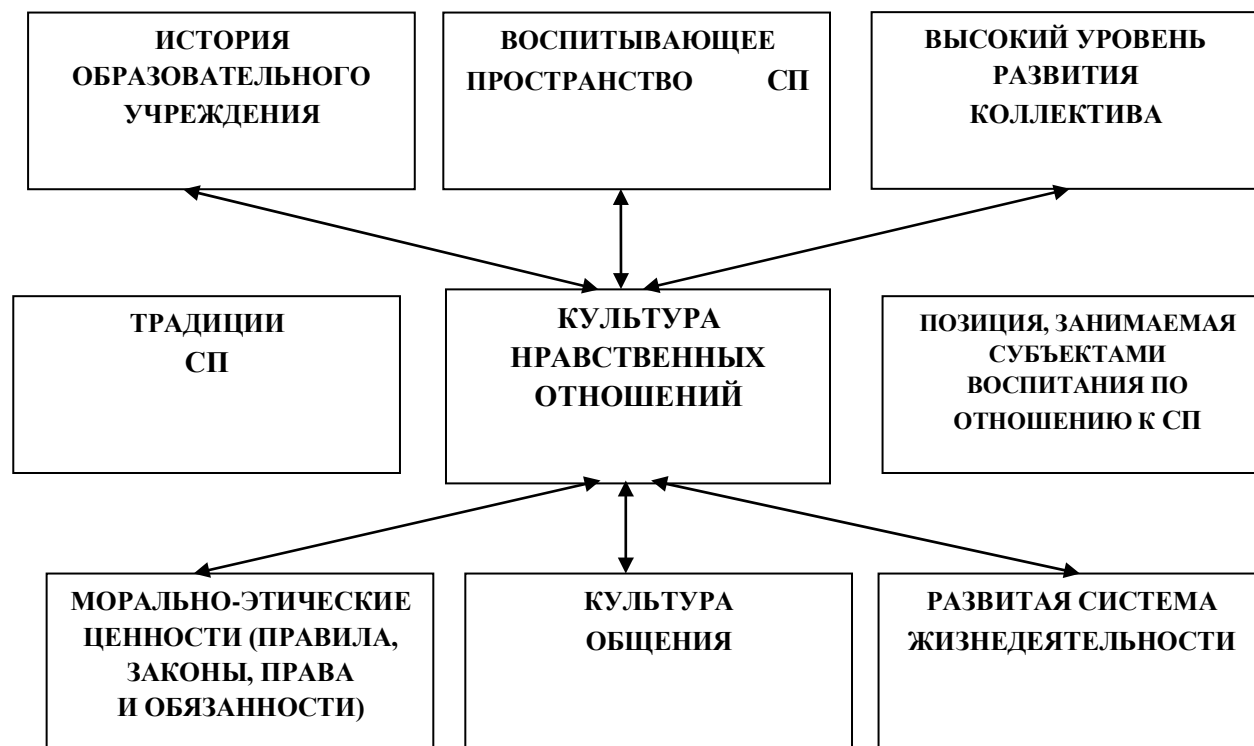 ИСТОРИЯ
ОБРАЗОВАТЕЛЬНОГО
УЧРЕЖДЕНИЯ
ВОСПИТЫВАЮЩЕЕ
ПРОСТРАНСТВО СП
ВЫСОКИЙ УРОВЕНЬ
РАЗВИТИЯ
КОЛЛЕКТИВА
ТРАДИЦИИ
СП
КУЛЬТУРА
НРАВСТВЕННЫХ
ОТНОШЕНИЙ
ПОЗИЦИЯ, ЗАНИМАЕМАЯ
СУБЪЕКТАМИ
ВОСПИТАНИЯ ПО
ОТНОШЕНИЮ К СП
МОРАЛЬНО-ЭТИЧЕСКИЕ
ЦЕННОСТИ (ПРАВИЛА,
ЗАКОНЫ, ПРАВА
И ОБЯЗАННОСТИ)
КУЛЬТУРА
ОБЩЕНИЯ
РАЗВИТАЯ СИСТЕМА
ЖИЗНЕДЕЯТЕЛЬНОСТИ